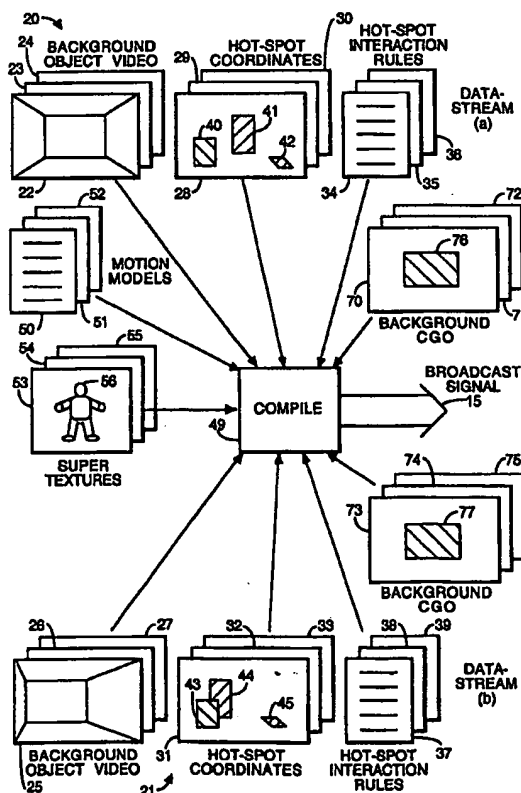 20
24
23
BACKGROUND
OBJECT VIDEO
22
30
29
HOT-SPOT
COORDINATES
40
41
42
28
HOT-SPOT
INTERACTION
RULES
DATA-
STREAM
(a)
36
35
34
52
MOTION
MODELS
50
51
72
76
70
7
BACKGROUND
CGO
55
54
53
56
SUPER
TEXTURES
COMPILE
49
BROADCAST
SIGNAL
15
75
74
73
77
BACKGROUND
CGO
26
27
25
BACKGROUND
OBJECT VIDEO
32
33
43
44
45
31
HOT-SPOT
COORDINATES
21
38
39
37
HOT-SPOT
INTERACTION
RULES
DATA-
STREAM
(b)